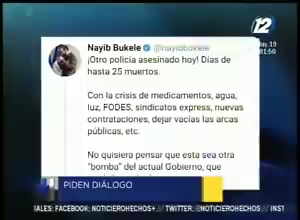 12
Nayib Bukele @nayibbukele
¡Otro policía asesinado hoy! Días de
hasta 25 muertos.
Con la crisis de medicamentos, agua,
luz, FODES, sindicatos express, nuevas
contrataciones, dejar vacías las arcas
públicas, etc.
No quisiera pensar que esta sea otra
"bomba" del actual Gobierno, que
PIDEN DIÁLOGO
IALES: FACEBOOK: NOTICIEROHECHOS+ // TWITTER: @NOTICIEROHECHOS //